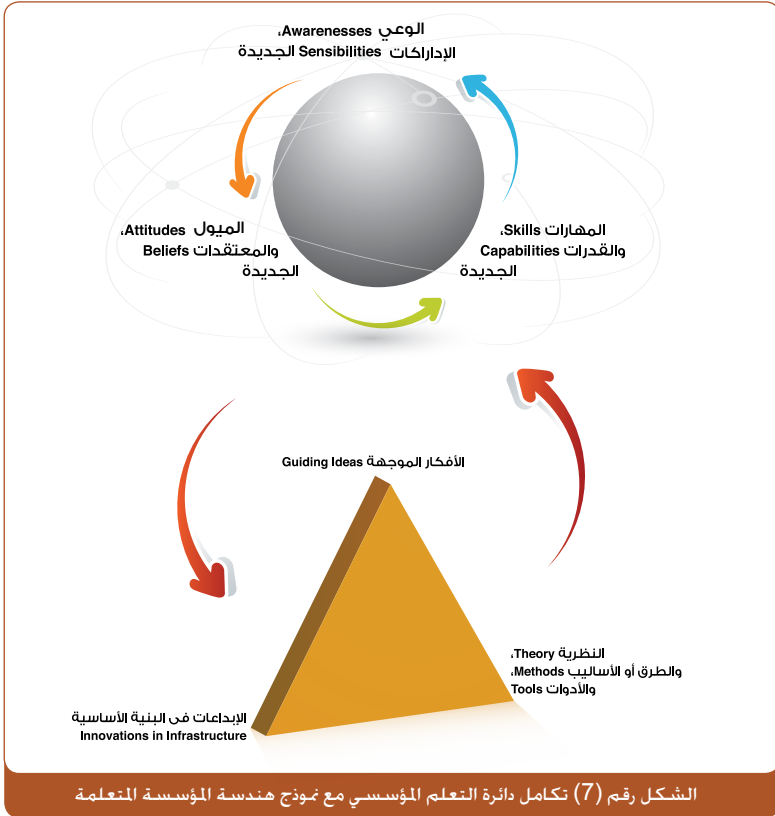 الوعي Awarenesses،
الإداراكات Sensibilities الجديدة
الميول Attitudes،
والمعتقدات Beliefs
الجديدة
المهارات Skills،
والقدرات Capabilities
الجديدة
الأفكار الموجهة Guiding Ideas
النظرية Theory،
والطرق أو الأساليب Methods،
والأدوات Tools
الإبداعات فى البنية الأساسية
Innovations in Infrastructure
الشكل رقم (7) تكامل دائرة التعلم المؤسسي مع نموذج هندسة المؤسسة المتعلمة